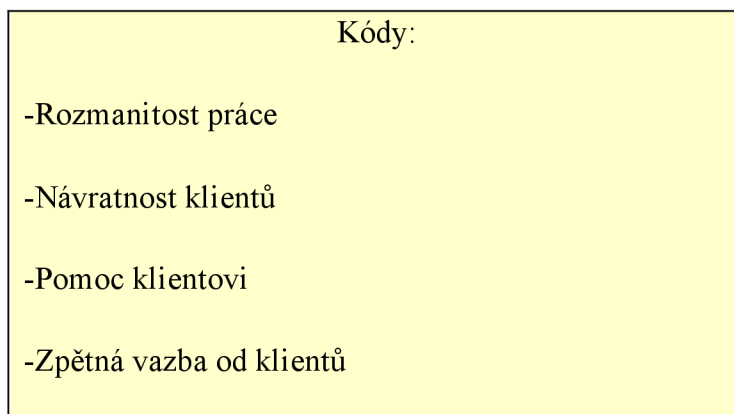 Kódy:
-Rozmanitost práce
-Návratnost klientů
-Pomoc klientovi
-Zpětná vazba od klientů